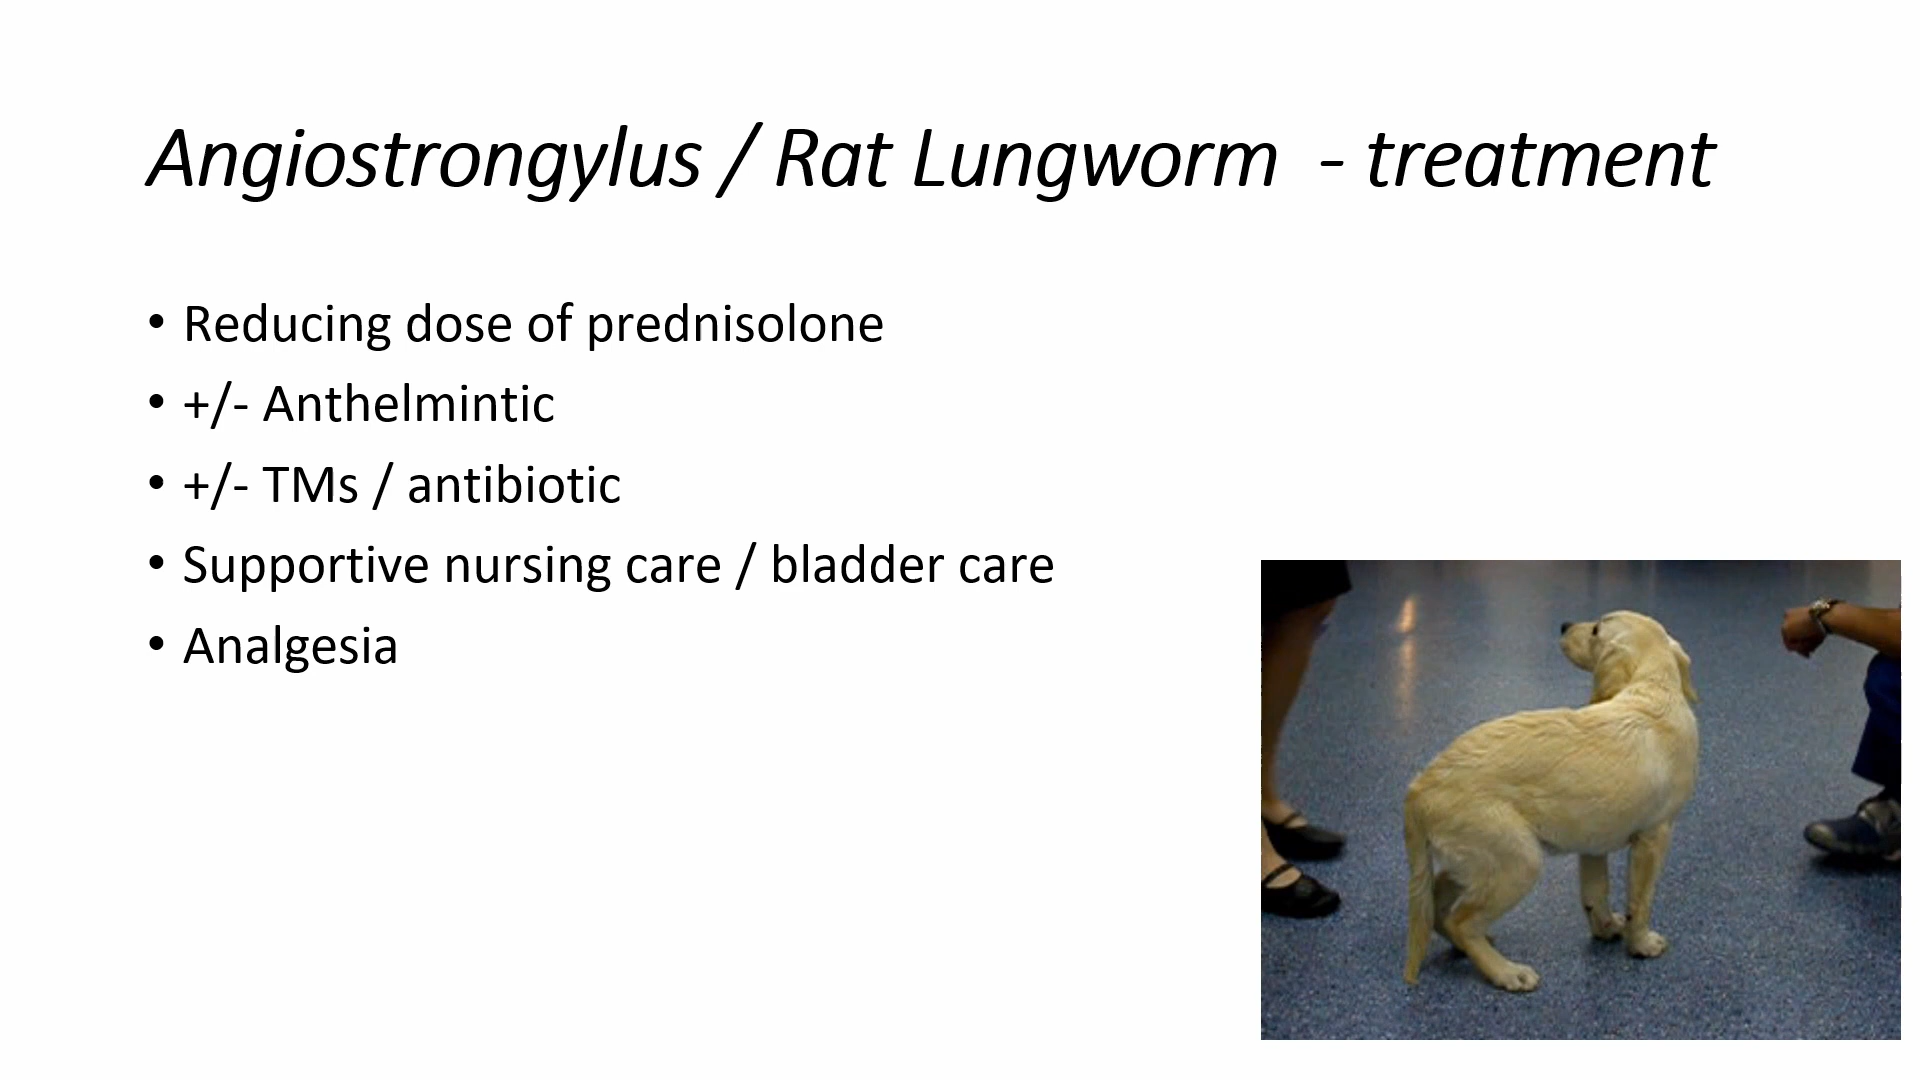 Angiostrongylus / Rat Lungworm - treatment
• Reducing dose of prednisolone
• +/- Anthelmintic
• +/- TMs / antibiotic
• Supportive nursing care / bladder care
• Analgesia